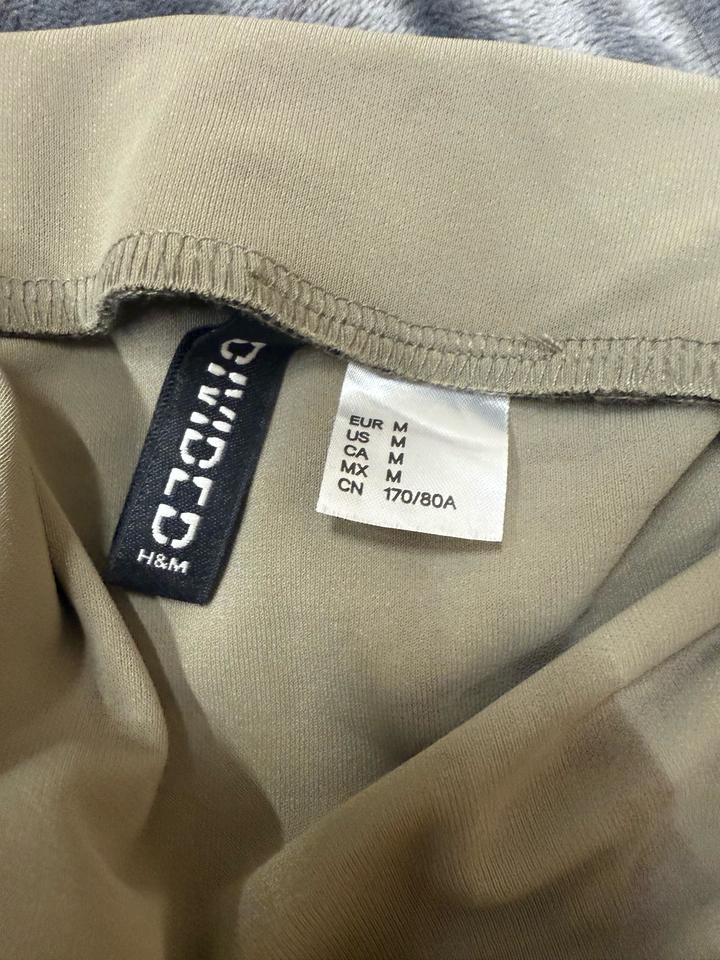 DIVIDED
H&M
EUR M
US M
CA M
MX M
CN 170/80A